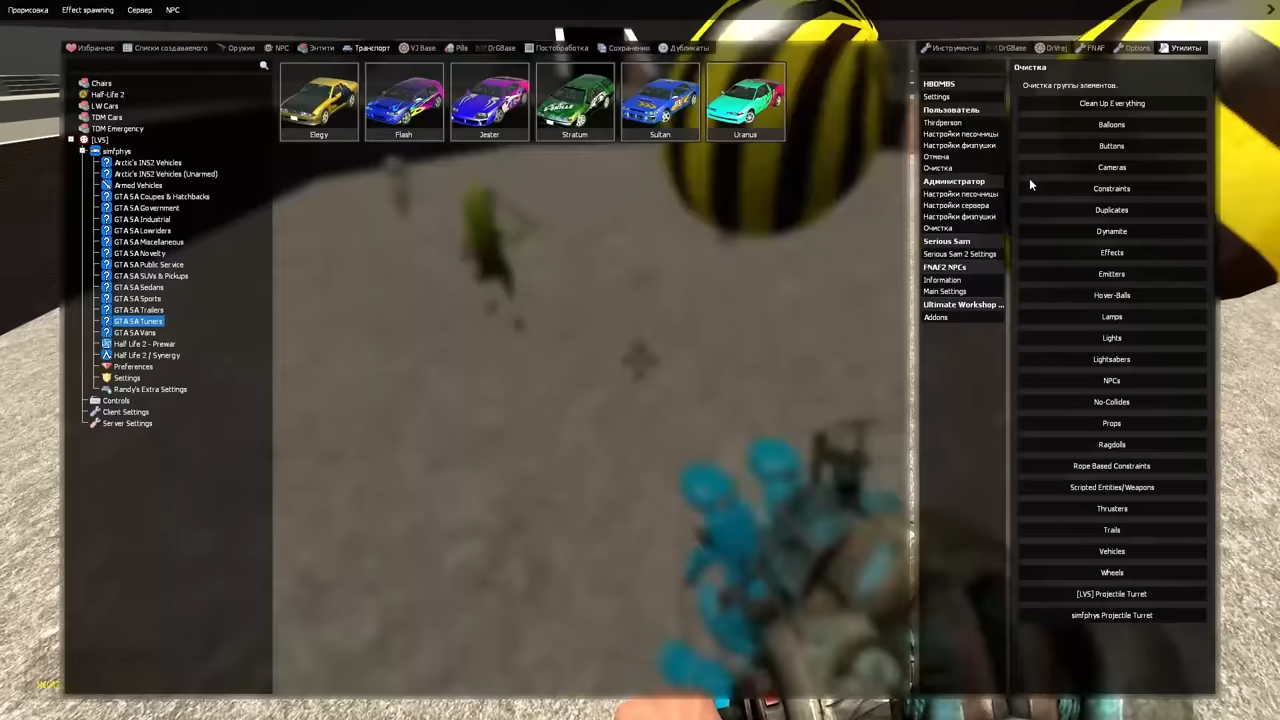 Прорисовка Effect spawning Сервер NPC
Избранное Списки создаваемого Оружие NPC Энтити Транспорт VJ Base Pills DrGBase Постобработка Сохранения Дубликаты
Инструменты DrGBase DrVrej FNAF Options Утилиты
Chairs
Half-Life 2
LW Cars
TDM Cars
TDM Emergency
[LVS]
simfphys
Arctic's INS2 Vehicles
Arctic's INS2 Vehicles (Unarmed)
Armed Vehicles
GTA SA Coupes & Hatchbacks
GTA SA Government
GTA SA Industrial
GTA SA Lowriders
GTA SA Miscellaneous
GTA SA Novelty
GTA SA Public Service
GTA SA SUVs & Pickups
GTA SA Sedans
GTA SA Sports
GTA SA Trailers
GTA SA Tuners
GTA SA Vans
Half Life 2 - Prewar
Half Life 2 / Synergy
Preferences
Settings
Randy's Extra Settings
Controls
Client Settings
Server Settings
Elegy Flash Jester Stratum Sultan Uranus
HBOMBS
Settings
Пользователь
Thirdperson
Настройки песочницы
Настройки физпушки
Отмена
Очистка
Администратор
Настройки песочницы
Настройки сервера
Настройки физпушки
Очистка
Serious Sam
Serious Sam 2 Settings
FNAF2 NPCs
Information
Main Settings
Ultimate Workshop ...
Addons
Очистка
Очистка группы элементов.
Clean Up Everything
Balloons
Buttons
Cameras
Constraints
Duplicates
Dynamite
Effects
Emitters
Hover-Balls
Lamps
Lights
Lightsabers
NPCs
No-Collides
Props
Ragdolls
Rope Based Constraints
Scripted Entities/Weapons
Thrusters
Trails
Vehicles
Wheels
[LVS] Projectile Turret
simfphys Projectile Turret